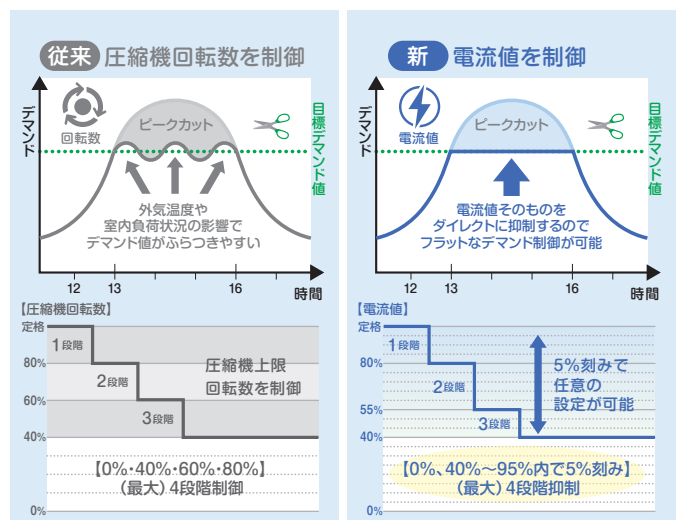 従来 圧縮機回転数を制御
デマンド
回転数
ピークカット
目標デマンド値
外気温度や
室内負荷状況の影響で
デマンド値がふらつきやすい
12 13 16 時間
【圧縮機回転数】
定格
1段階
80%
2段階
圧縮機上限
回転数を制御
60%
3段階
40%
【0%・40%・60%・80%】
（最大）4段階制御
0%
新 電流値を制御
デマンド
電流値
ピークカット
目標デマンド値
電流値そのものを
ダイレクトに抑制するので
フラットなデマンド制御が可能
12 13 16 時間
【電流値】
定格
1段階
80%
2段階
5%刻みで
任意の
設定が可能
55%
3段階
40%
【0%、40%～95%内で5%刻み】
（最大）4段階抑制
0%